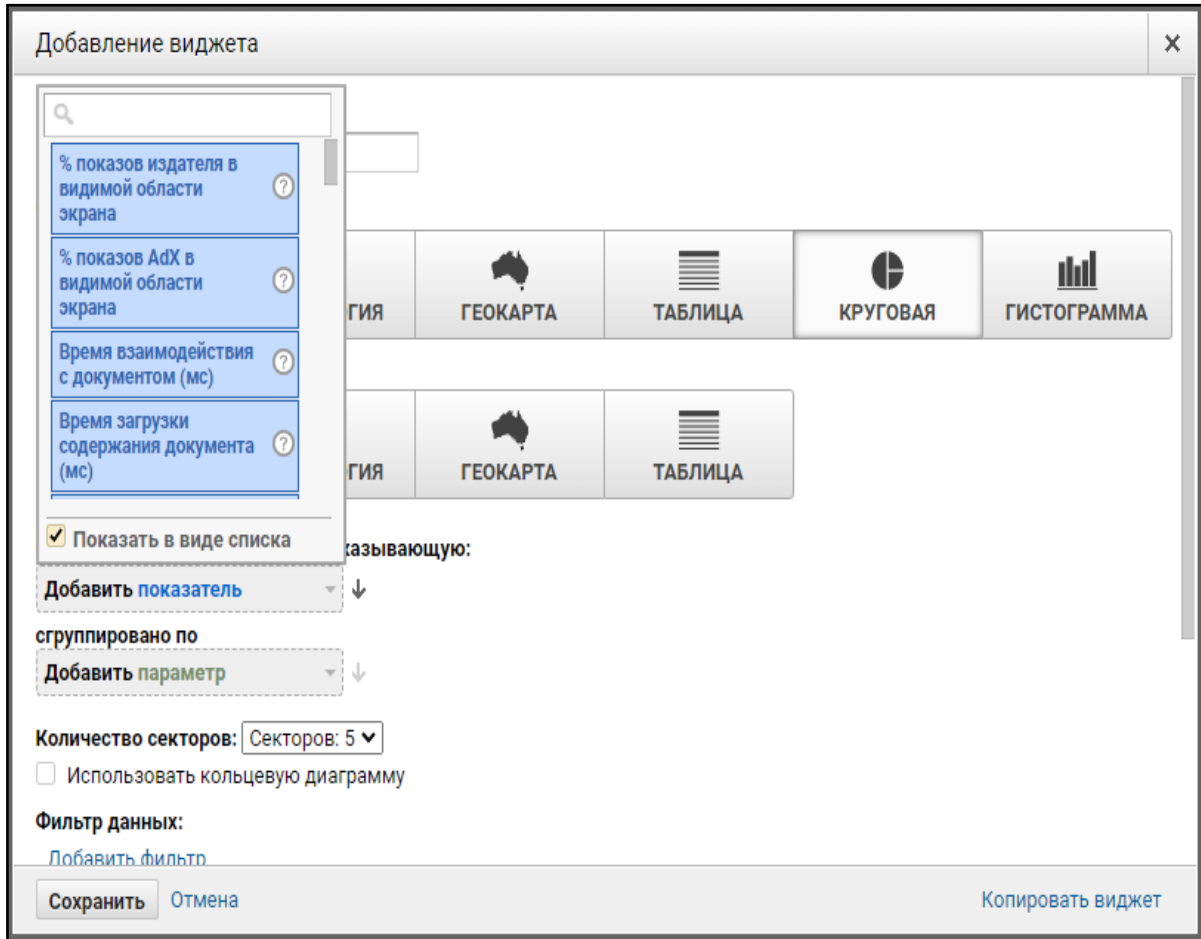 Добавление виджета
% показов издателя в
видимой области
экрана
% показов AdX в
видимой области
экрана
Время взаимодействия
с документом (мс)
Время загрузки
содержания документа
(мс)
Показать в виде списка
ГИЯ
ГЕОКАРТА
ТАБЛИЦА
КРУГОВАЯ
ГИСТОГРАММА
ГИЯ
ГЕОКАРТА
ТАБЛИЦА
казывающую:
Добавить показатель
сгруппировано по
Добавить параметр
Количество секторов: Секторов: 5
Использовать кольцевую диаграмму
Фильтр данных:
Добавить фильтр
Сохранить Отмена Копировать виджет